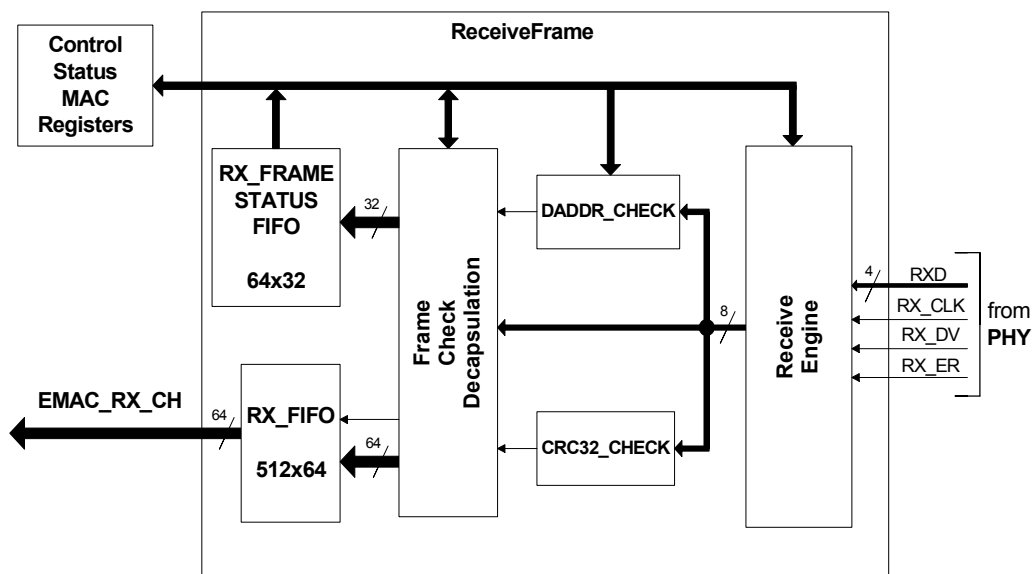 ReceiveFrame
Control
Status
MAC
Registers
RX_FRAME
STATUS
FIFO
64x32
32
Frame
Check
Decapsulation
DADDR_CHECK
8
Receive
Engine
4
RXD
RX_CLK
RX_DV
RX_ER
from
PHY
EMAC_RX_CH
64
RX_FIFO
512x64
64
CRC32_CHECK